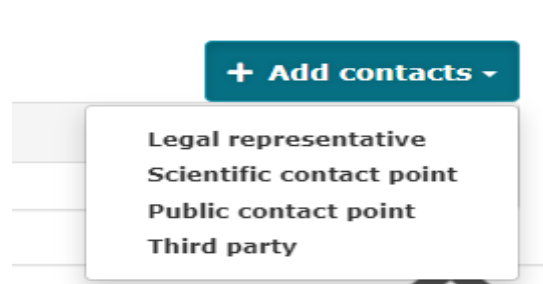 + Add contacts
Legal representative
Scientific contact point
Public contact point
Third party